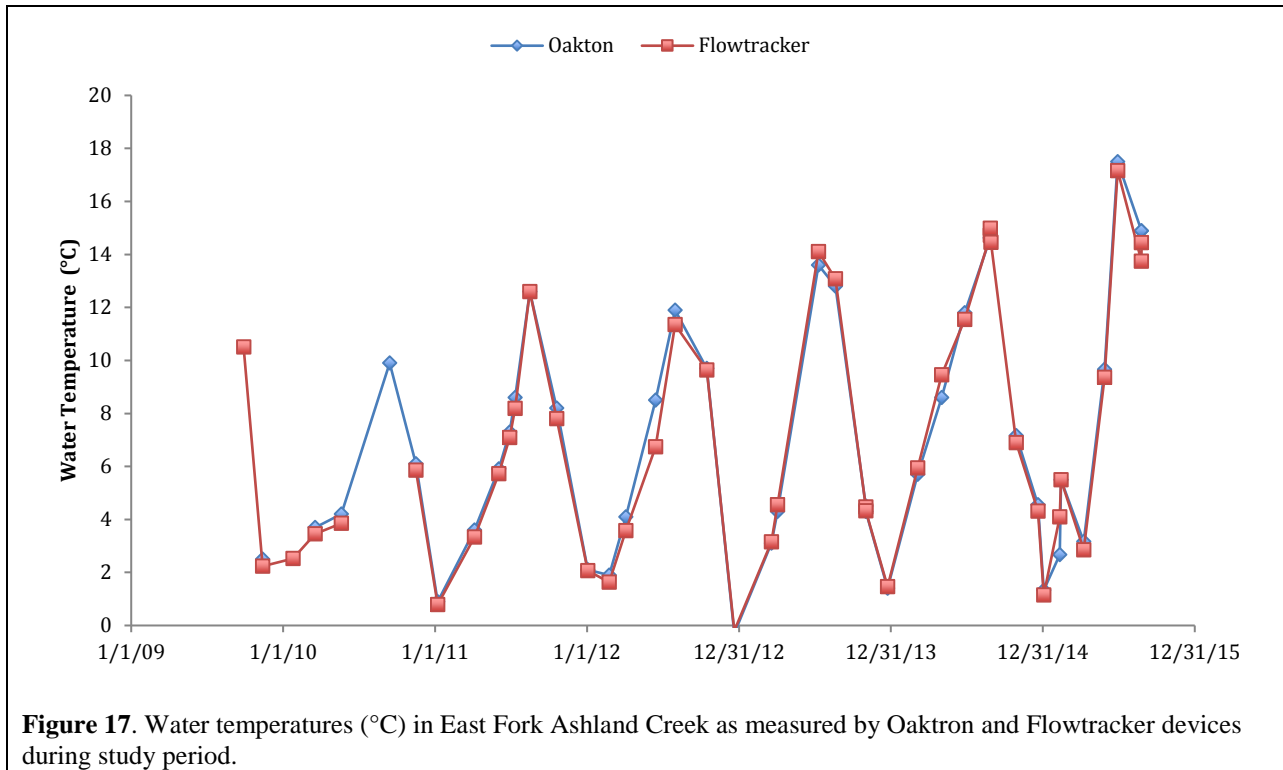 Oakton Flowtracker
20
18
16
14
12
10
8
6
4
2
0
Water Temperature (°C)
1/1/09 1/1/10 1/1/11 1/1/12 12/31/12 12/31/13 12/31/14 12/31/15
Figure 17. Water temperatures (°C) in East Fork Ashland Creek as measured by Oaktron and Flowtracker devices
during study period.